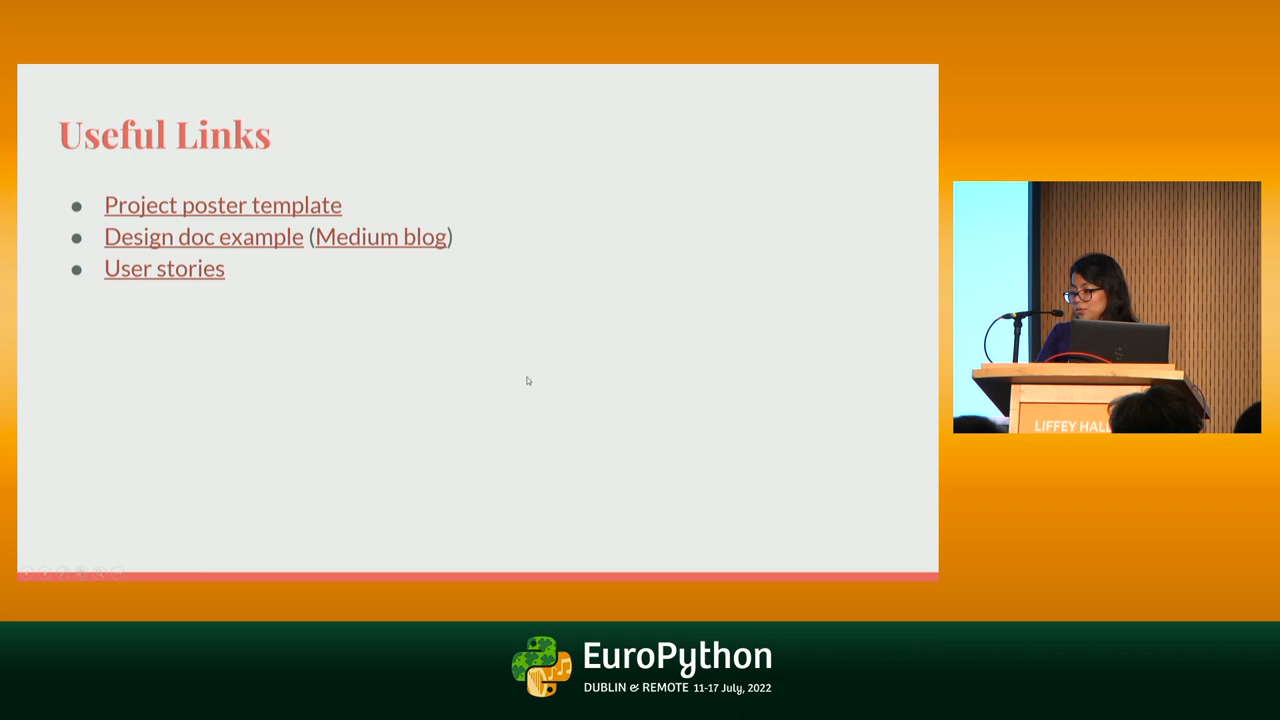 Useful Links
● Project poster template
● Design doc example (Medium blog)
● User stories
LIFFEY HALL
EuroPython
DUBLIN & REMOTE 11-17 July, 2022